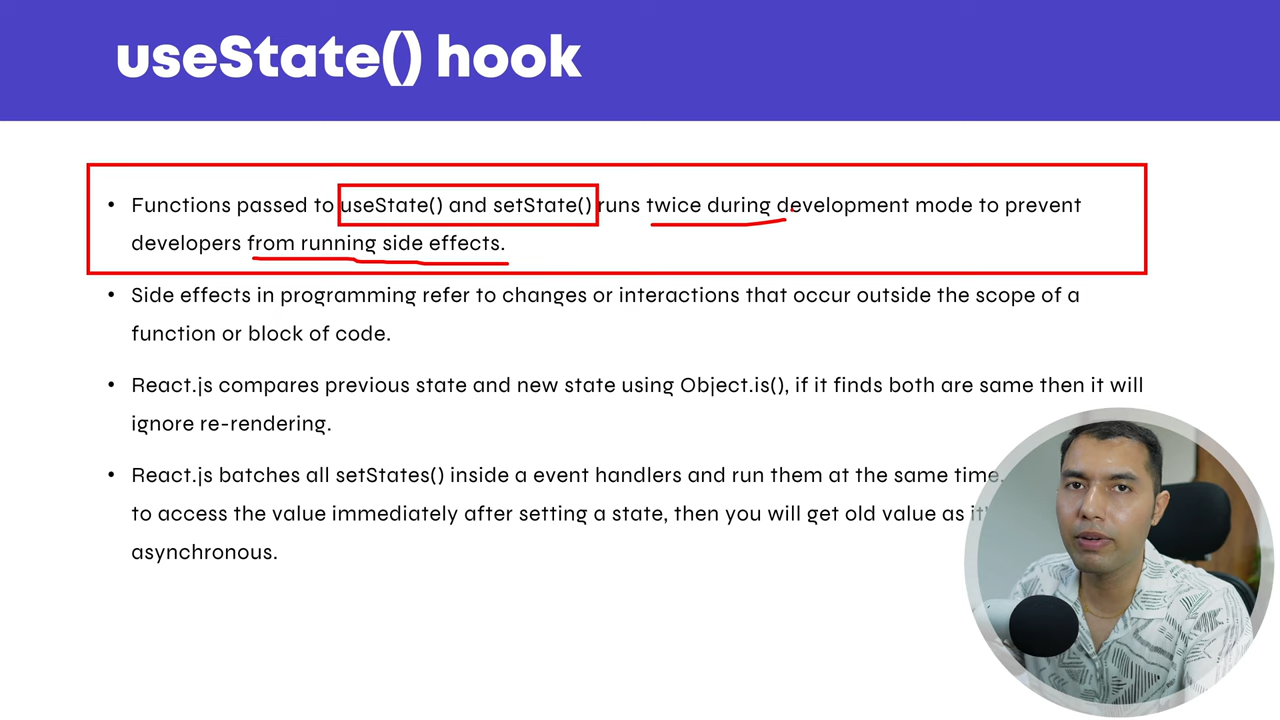 useState() hook
• Functions passed to useState() and setState() runs twice during development mode to prevent
developers from running side effects.
• Side effects in programming refer to changes or interactions that occur outside the scope of a
function or block of code.
• React.js compares previous state and new state using Object.is(), if it finds both are same then it will
ignore re-rendering.
• React.js batches all setStates() inside a event handlers and run them at the same time.
to access the value immediately after setting a state, then you will get old value as
asynchronous.